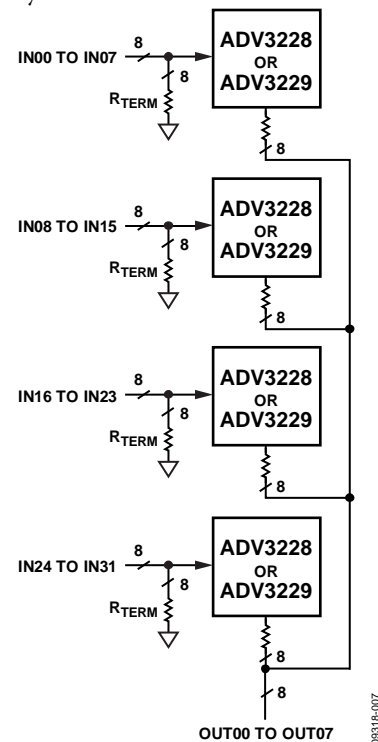 8
IN00 TO IN07
8
RTERM
ADV3228
OR
ADV3229
8
8
IN08 TO IN15
8
RTERM
ADV3228
OR
ADV3229
8
8
IN16 TO IN23
8
RTERM
ADV3228
OR
ADV3229
8
8
IN24 TO IN31
8
RTERM
ADV3228
OR
ADV3229
8
8
OUT00 TO OUT07
09318-007